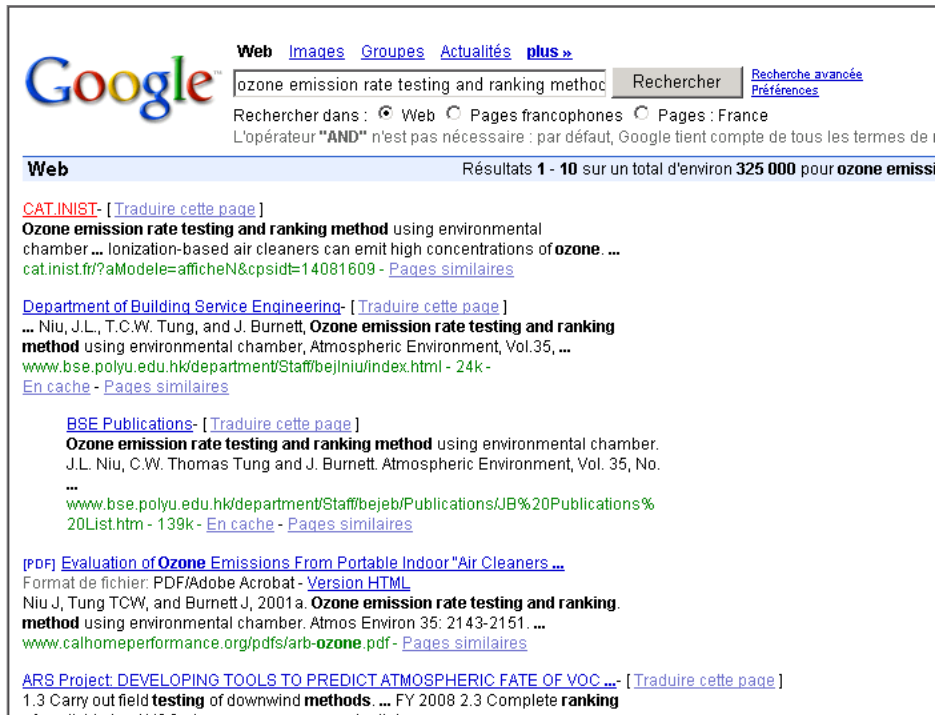 Web Images Groupes Actualités plus »
Google™
ozone emission rate testing and ranking method Rechercher Recherche avancée
Préférences
Rechercher dans : Web Pages francophones Pages : France
L'opérateur "AND" n'est pas nécessaire : par défaut, Google tient compte de tous les termes de
Web Résultats 1 - 10 sur un total d'environ 325 000 pour ozone emissi
CAT.INIST- [ Traduire cette page ]
Ozone emission rate testing and ranking method using environmental
chamber ... Ionization-based air cleaners can emit high concentrations of ozone. ...
cat.inist.fr/?aModele=afficheN&cpsidt=14081609 - Pages similaires
Department of Building Service Engineering- [ Traduire cette page ]
... Niu, J.L., T.C.W. Tung, and J. Burnett, Ozone emission rate testing and ranking
method using environmental chamber, Atmospheric Environment, Vol.35, ...
www.bse.polyu.edu.hk/department/Staff/bejlniu/index.html - 24k -
En cache - Pages similaires
BSE Publications- [ Traduire cette page ]
Ozone emission rate testing and ranking method using environmental chamber.
J.L. Niu, C.W. Thomas Tung and J. Burnett. Atmospheric Environment, Vol. 35, No.
...
www.bse.polyu.edu.hk/department/Staff/bejeb/Publications/JB%20Publications%
20List.htm - 139k - En cache - Pages similaires
[PDF] Evaluation of Ozone Emissions From Portable Indoor "Air Cleaners ...
Format de fichier: PDF/Adobe Acrobat - Version HTML
Niu J, Tung TCW, and Burnett J, 2001a. Ozone emission rate testing and ranking.
method using environmental chamber. Atmos Environ 35: 2143-2151. ...
www.calhomeperformance.org/pdfs/arb-ozone.pdf - Pages similaires
ARS Project: DEVELOPING TOOLS TO PREDICT ATMOSPHERIC FATE OF VOC ...- [ Traduire cette page ]
1.3 Carry out field testing of downwind methods. ... FY 2008 2.3 Complete ranking